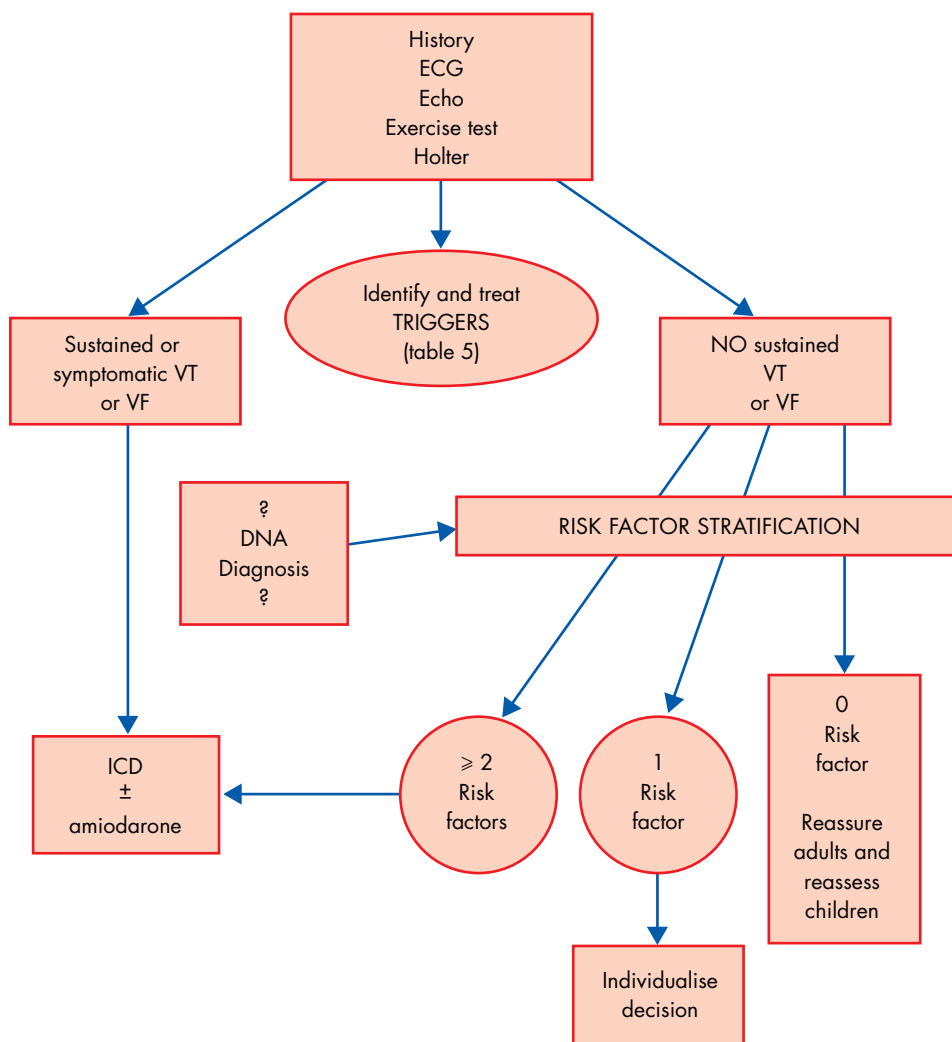 History
ECG
Echo
Exercise test
Holter
Identify and treat
TRIGGERS
(table 5)
Sustained or
symptomatic VT
or VF
NO sustained
VT
or VF
?
DNA
Diagnosis
?
RISK FACTOR STRATIFICATION
ICD
±
amiodarone
⩾ 2
Risk
factors
1
Risk
factor
0
Risk
factor
Reassure
adults and
reassess
children
Individualise
decision